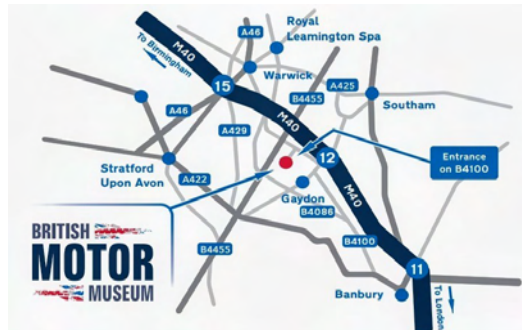 Royal
Leamington Spa
A46
M40
To Birmingham
Warwick
15
A425
B4455
Southam
A46
A429
M40
12
Entrance
on B4100
Stratford
Upon Avon
A422
Gaydon
B4086
M40
BRITISH
MOTOR
MUSEUM
B4455
B4100
11
Banbury
To London